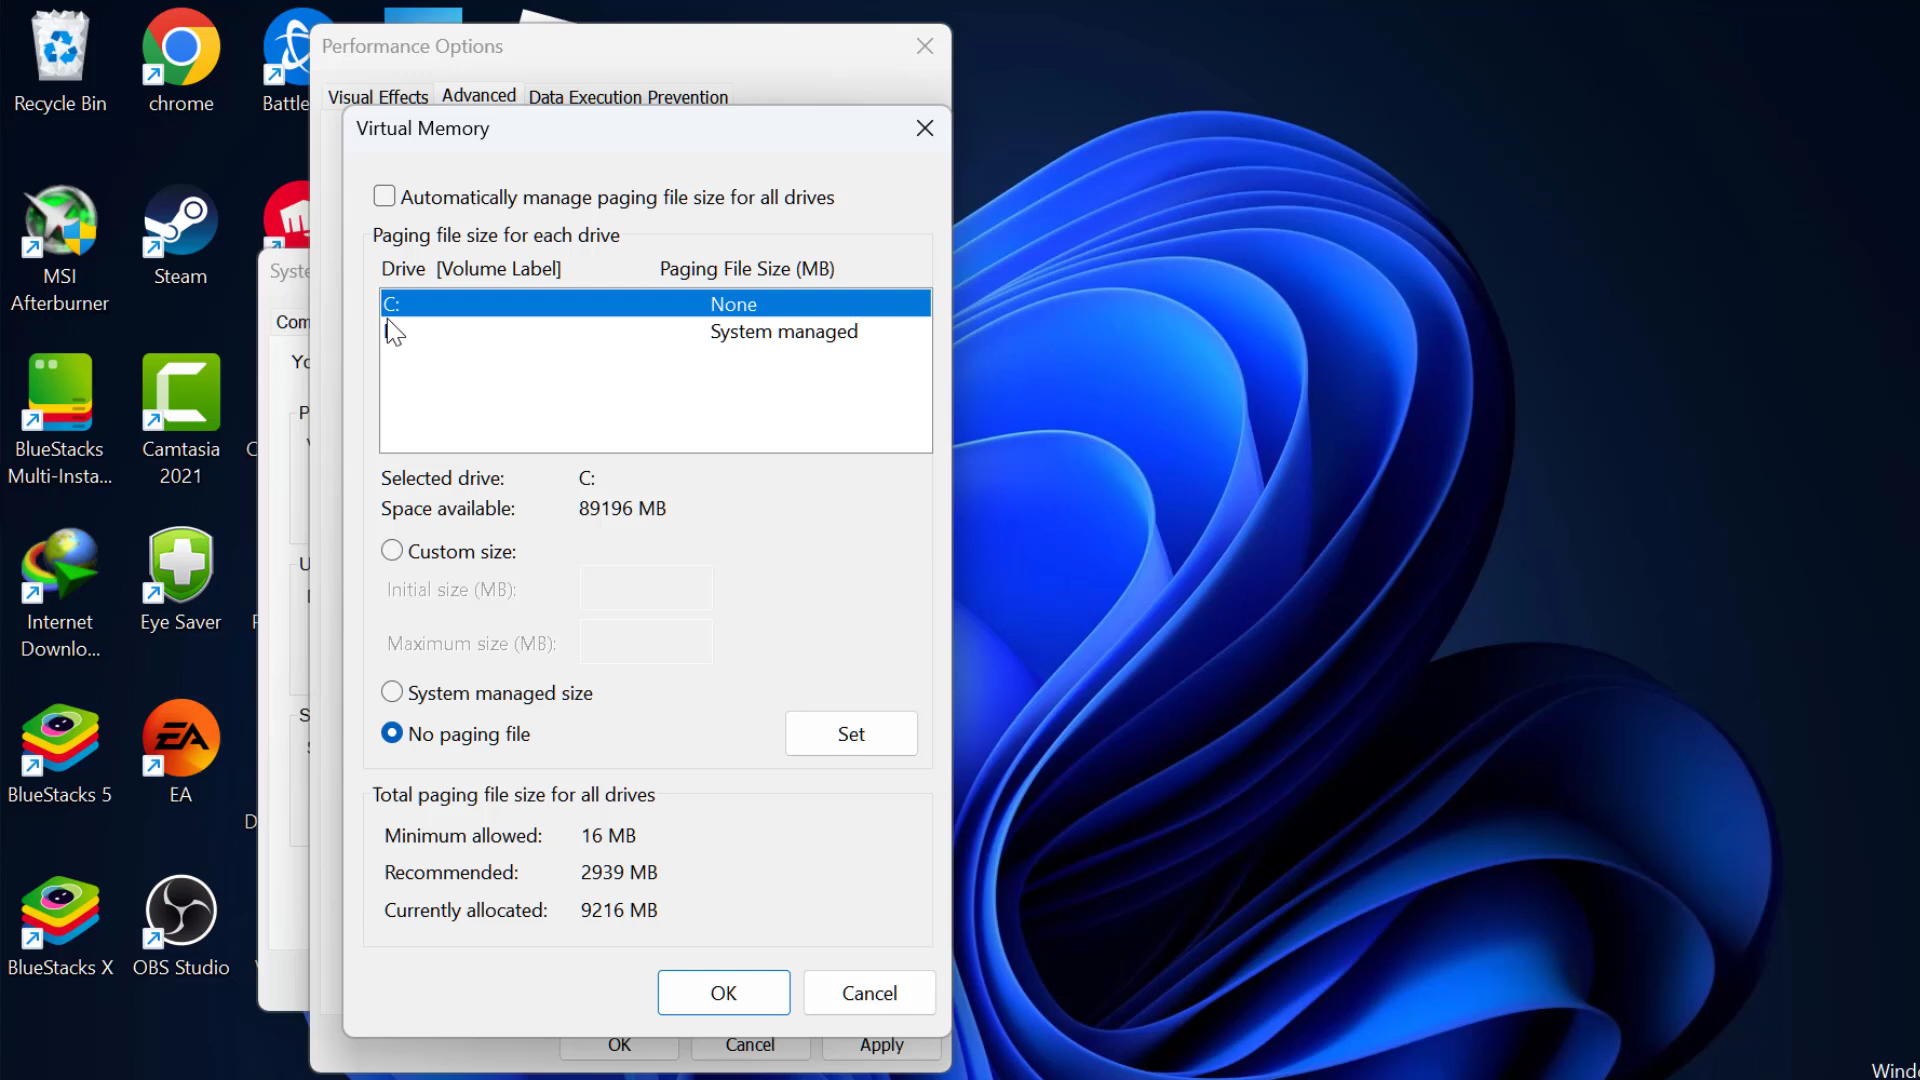 Recycle Bin
chrome
Battle
MSI
Afterburner
Steam
BlueStacks
Multi-Insta...
Camtasia
2021
Internet
Downlo...
Eye Saver
BlueStacks 5
EA
BlueStacks X
OBS Studio
Performance Options
Visual Effects
Advanced
Data Execution Prevention
Virtual Memory
Automatically manage paging file size for all drives
Paging file size for each drive
Drive [Volume Label] Paging File Size (MB)
C: None
System managed
Selected drive: C:
Space available: 89196 MB
Custom size:
Initial size (MB):
Maximum size (MB):
System managed size
No paging file
Set
Total paging file size for all drives
Minimum allowed: 16 MB
Recommended: 2939 MB
Currently allocated: 9216 MB
OK Cancel
OK Cancel Apply
Syste
Com
Yo
Windo